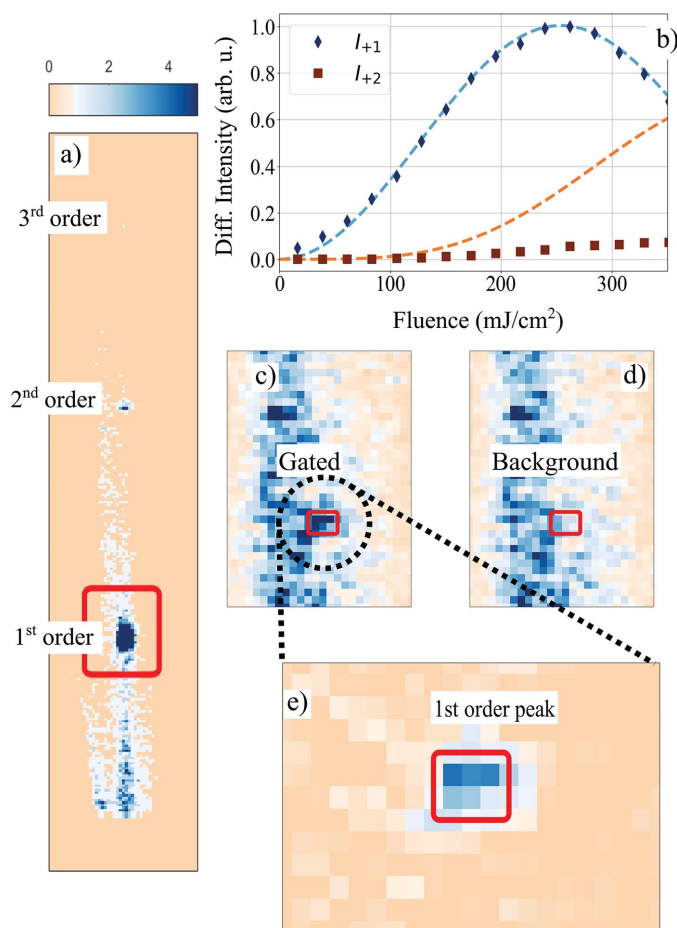 0 2 4
a)
3rd order
2nd order
1st order
b)
I+1
I+2
Diff. Intensity (arb. u.)
1.0
0.8
0.6
0.4
0.2
0.0
0 100 200 300
Fluence (mJ/cm²)
c)
Gated
d)
Background
e)
1st order peak